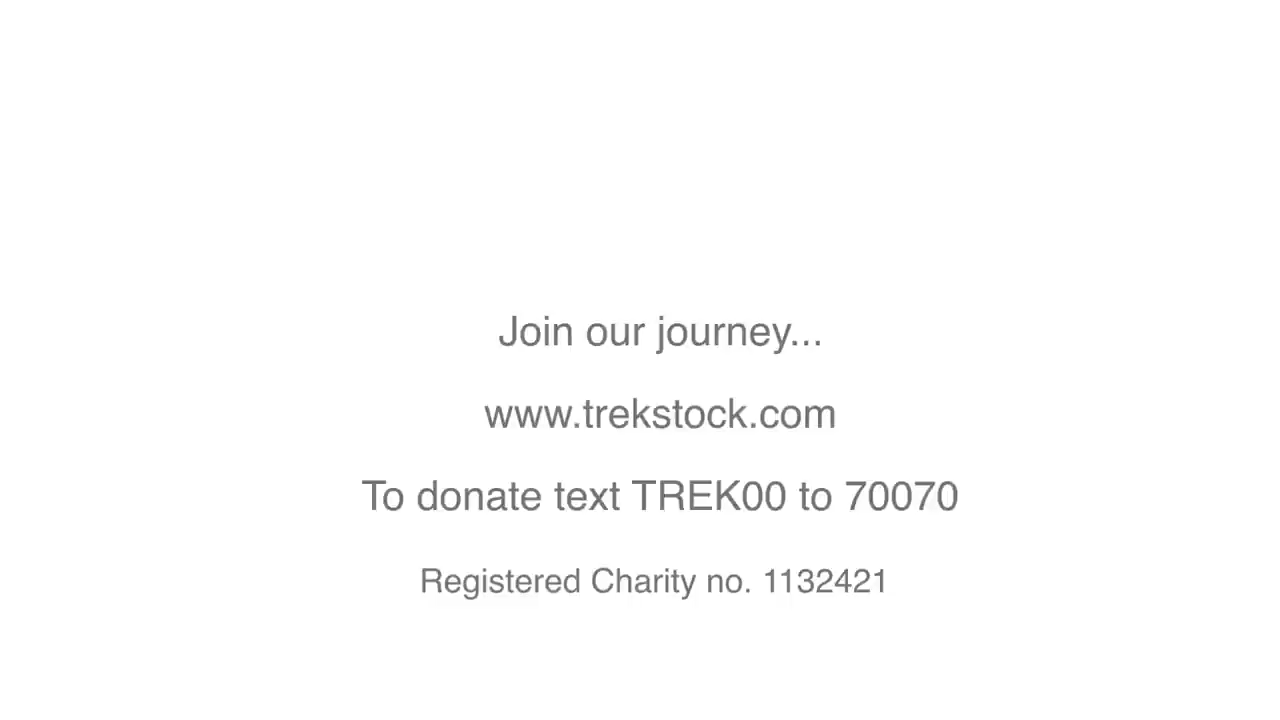 Join our journey...
www.trekstock.com
To donate text TREK00 to 70070
Registered Charity no. 1132421